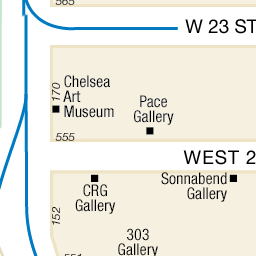 565
W 23 ST
170
Chelsea
Art
Museum
Pace
Gallery
555
WEST 2
CRG
Gallery
Sonnabend
Gallery
152
303
Gallery